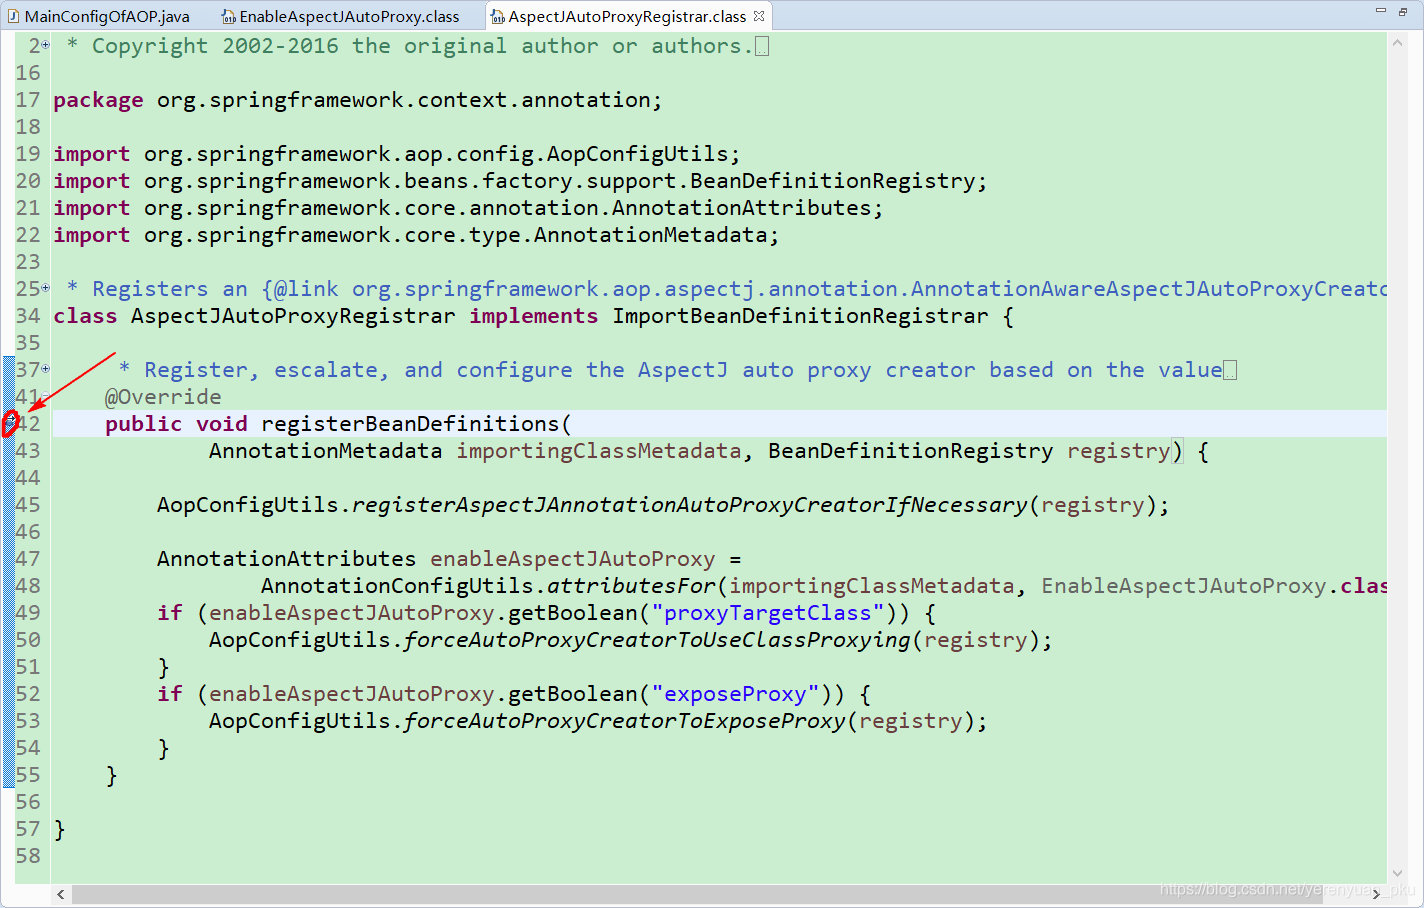 MainConfigOfAOP.java EnableAspectJAutoProxy.class AspectJAutoProxyRegistrar.class
2 * Copyright 2002-2016 the original author or authors.
16
17 package org.springframework.context.annotation;
18
19 import org.springframework.aop.config.AopConfigUtils;
20 import org.springframework.beans.factory.support.BeanDefinitionRegistry;
21 import org.springframework.core.annotation.AnnotationAttributes;
22 import org.springframework.core.type.AnnotationMetadata;
23
25 * Registers an {@link org.springframework.aop.aspectj.annotation.AnnotationAwareAspectJAutoProxyCreato
34 class AspectJAutoProxyRegistrar implements ImportBeanDefinitionRegistrar {
35
37 * Register, escalate, and configure the AspectJ auto proxy creator based on the value
41 @Override
42 public void registerBeanDefinitions(
43 AnnotationMetadata importingClassMetadata, BeanDefinitionRegistry registry) {
44
45 AopConfigUtils.registerAspectJAnnotationAutoProxyCreatorIfNecessary(registry);
46
47 AnnotationAttributes enableAspectJAutoProxy =
48 AnnotationConfigUtils.attributesFor(importingClassMetadata, EnableAspectJAutoProxy.clas
49 if (enableAspectJAutoProxy.getBoolean("proxyTargetClass")) {
50 AopConfigUtils.forceAutoProxyCreatorToUseClassProxying(registry);
51 }
52 if (enableAspectJAutoProxy.getBoolean("exposeProxy")) {
53 AopConfigUtils.forceAutoProxyCreatorToExposeProxy(registry);
54 }
55 }
56
57 }
58
https://blog.csdn.net/yerenyuan_pku